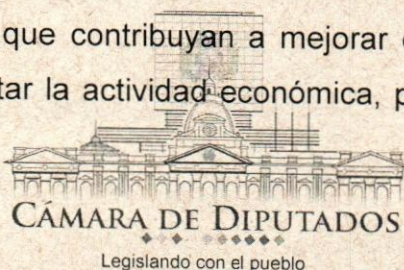 que contribuyan a mejorar
tar la actividad económica, p
CÁMARA DE DIPUTADOS
Legislando con el pueblo